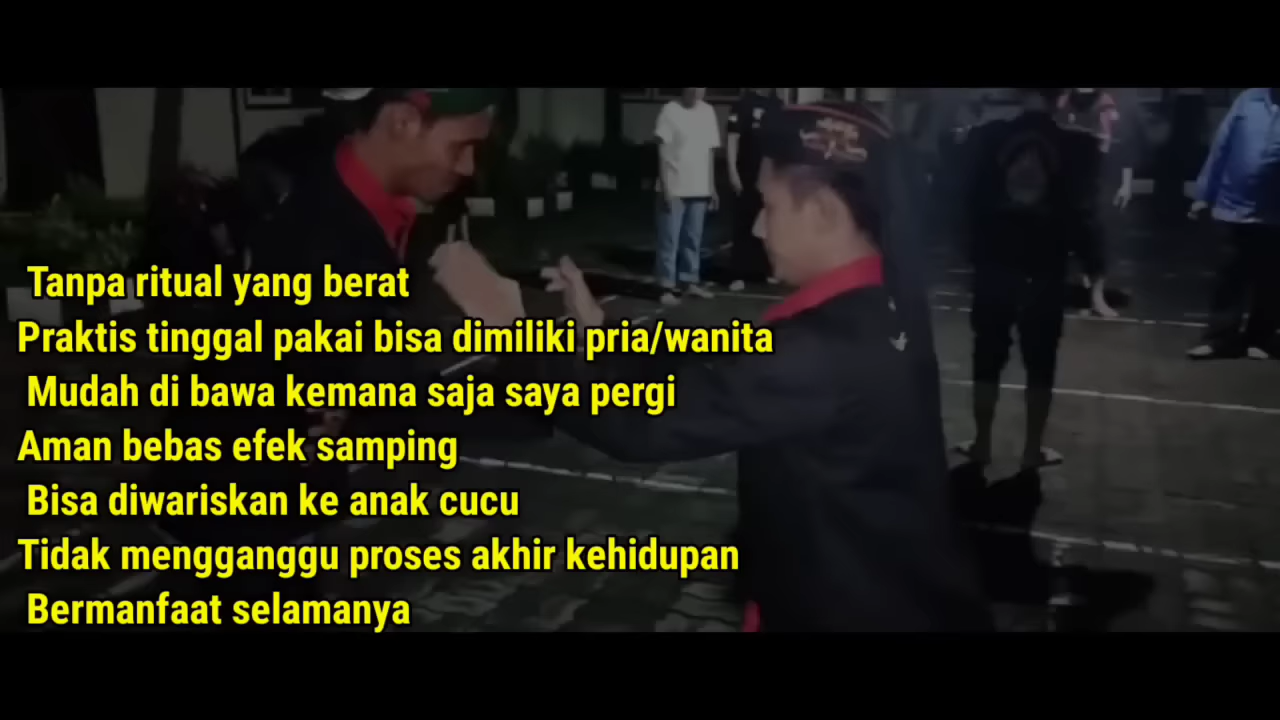 Tanpa ritual yang berat
Praktis tinggal pakai bisa dimiliki pria/wanita
Mudah di bawa kemana saja saya pergi
Aman bebas efek samping
Bisa diwariskan ke anak cucu
Tidak mengganggu proses akhir kehidupan
Bermanfaat selamanya